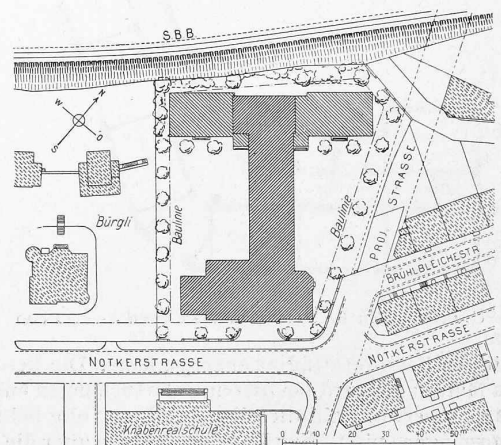 S.B.B.
W
N
S
O
Bürgli
Baulinie
Baulinie
PROJ. STRASSE
BRÜHLBLEICHESTR.
NOTKERSTRASSE
NOTKERSTRASSE
Knabenrealschule
0 10 20 30 40 50 m